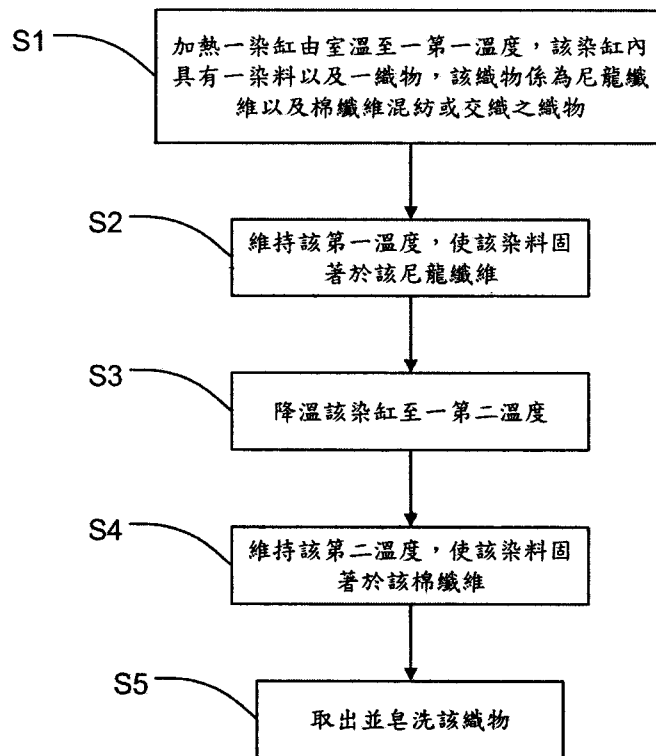 S1
加熱一染缸由室溫至一第一溫度，該染缸內
具有一染料以及一織物，該織物係為尼龍纖
維以及棉纖維混紡或交織之織物
S2
維持該第一溫度，使該染料固
著於該尼龍纖維
S3
降溫該染缸至一第二溫度
S4
維持該第二溫度，使該染料固
著於該棉纖維
S5
取出並皂洗該織物